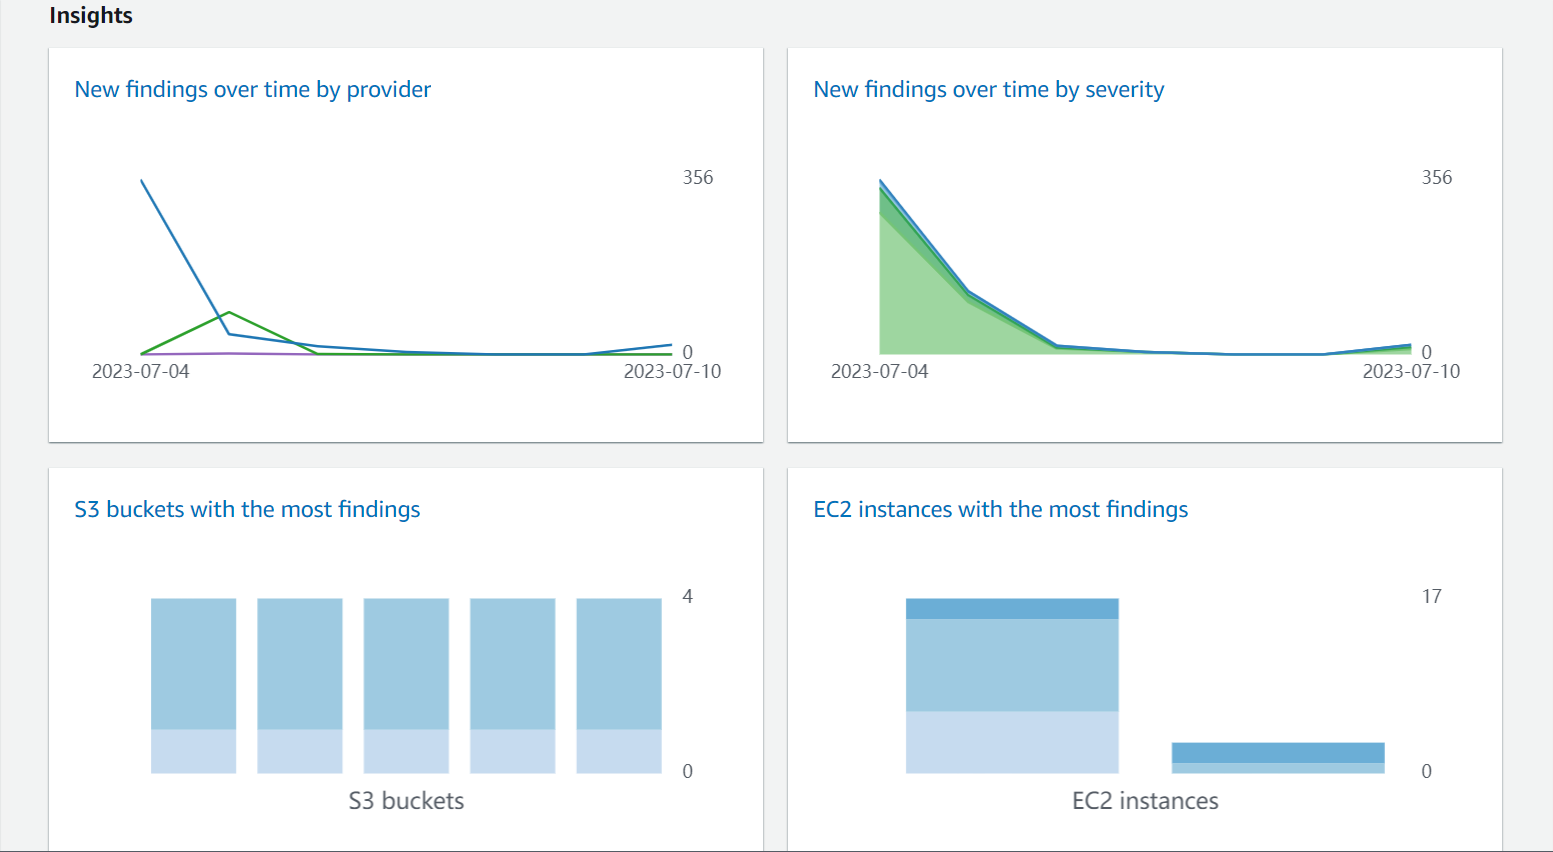 Insights
New findings over time by provider
356
0
2023-07-04
2023-07-10
New findings over time by severity
356
0
2023-07-04
2023-07-10
S3 buckets with the most findings
4
0
S3 buckets
EC2 instances with the most findings
17
0
EC2 instances